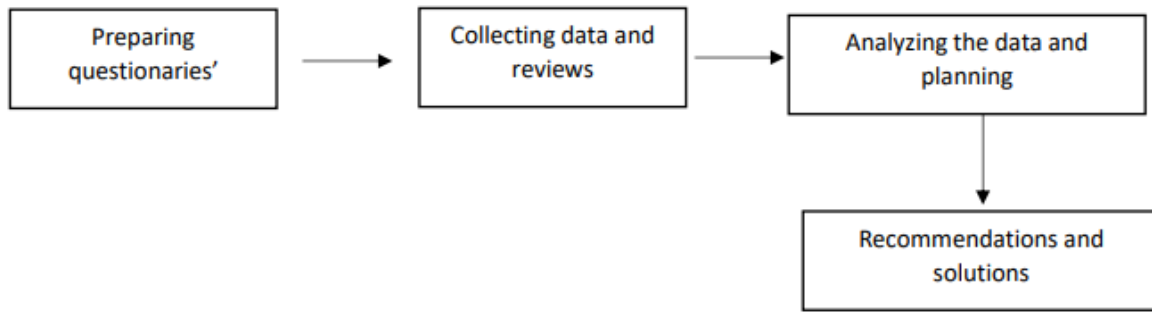 Preparing
questionaries’
Collecting data and
reviews
Analyzing the data and
planning
Recommendations and
solutions